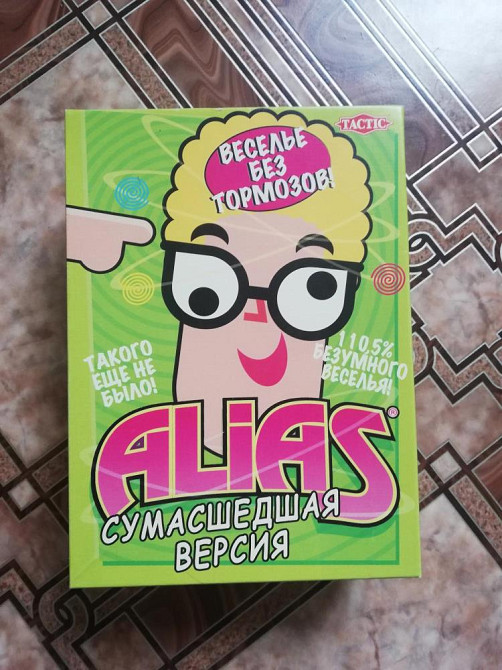 TACTIC
ВЕСЕЛЬЕ
БЕЗ
ТОРМОЗОВ!
ТАКОГО
ЕЩЕ НЕ
БЫЛО!
110,5%
БЕЗУМНОГО
ВЕСЕЛЬЯ!
ALIAS®
СУМАСШЕДШАЯ
ВЕРСИЯ